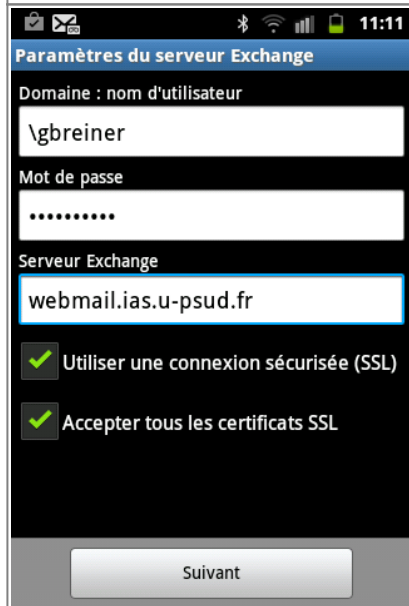 11:11
Paramètres du serveur Exchange
Domaine : nom d'utilisateur
\gbreiner
Mot de passe
••••••••••
Serveur Exchange
webmail.ias.u-psud.fr
Utiliser une connexion sécurisée (SSL)
Accepter tous les certificats SSL
Suivant